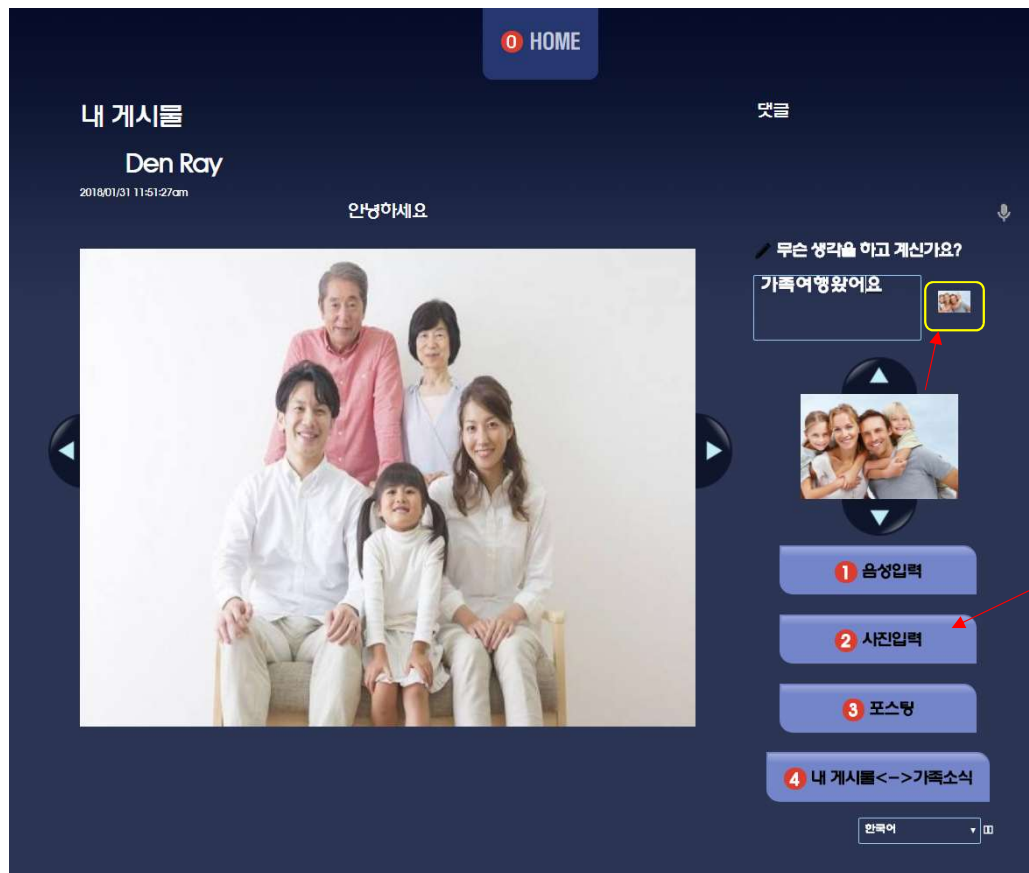 0 HOME
내 게시물
Den Ray
2018/01/31 11:51:27am
안녕하세요
댓글
무슨 생각을 하고 계신가요?
가족여행왔어요
1 음성입력
2 사진입력
3 포스팅
4 내 게시물<->가족소식
한국어